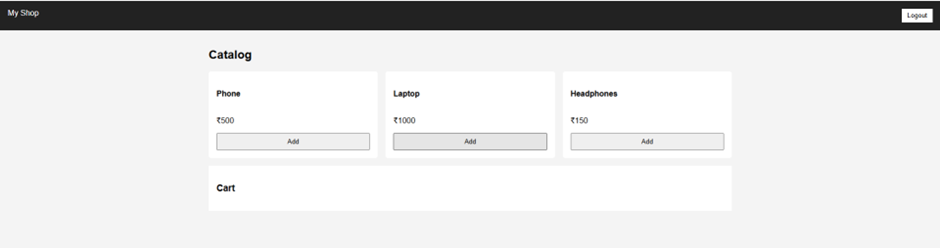 My Shop Logout
Catalog
Phone Laptop Headphones
₹500 ₹1000 ₹150
Add Add Add
Cart